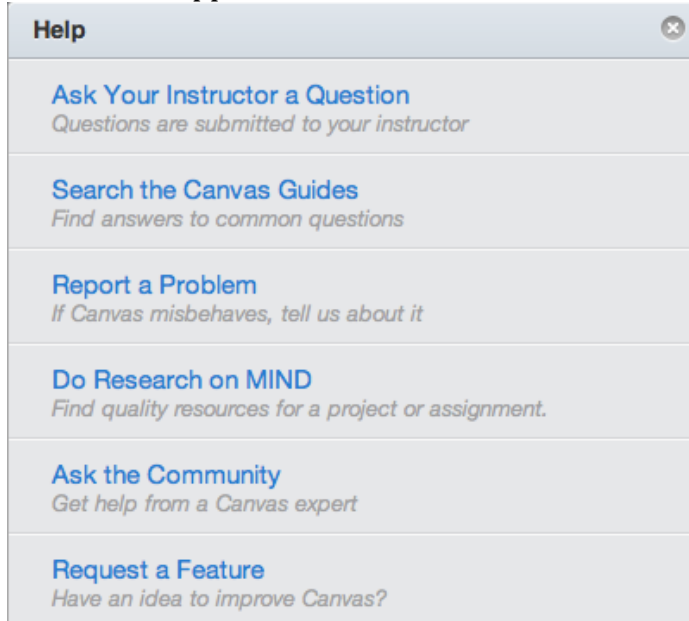 Help
Ask Your Instructor a Question
Questions are submitted to your instructor
Search the Canvas Guides
Find answers to common questions
Report a Problem
If Canvas misbehaves, tell us about it
Do Research on MIND
Find quality resources for a project or assignment.
Ask the Community
Get help from a Canvas expert
Request a Feature
Have an idea to improve Canvas?